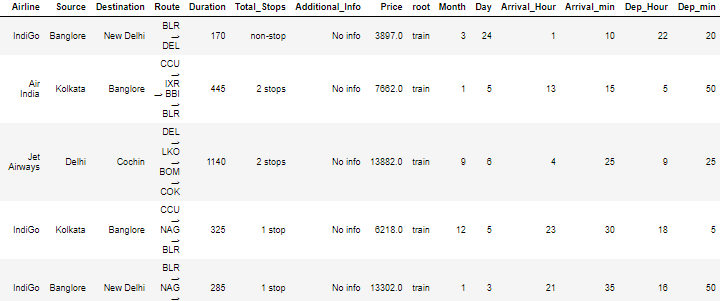 Airline Source Destination Route Duration Total_Stops Additional_Info Price root Month Day Arrival_Hour Arrival_min Dep_Hour Dep_min
BLR
IndiGo Banglore New Delhi → 170 non-stop No info 3897.0 train 3 24 1 10 22 20
DEL
CCU
→
Air IXR
India Kolkata Banglore → BBI 445 2 stops No info 7662.0 train 1 5 13 15 5 50
→
BLR
DEL
→
Jet LKO
Airways Delhi Cochin → 1140 2 stops No info 13882.0 train 9 6 4 25 9 25
BOM
→
COK
CCU
→
IndiGo Kolkata Banglore NAG 325 1 stop No info 6218.0 train 12 5 23 30 18 5
→
BLR
BLR
→
IndiGo Banglore New Delhi NAG 285 1 stop No info 13302.0 train 1 3 21 35 16 50
→